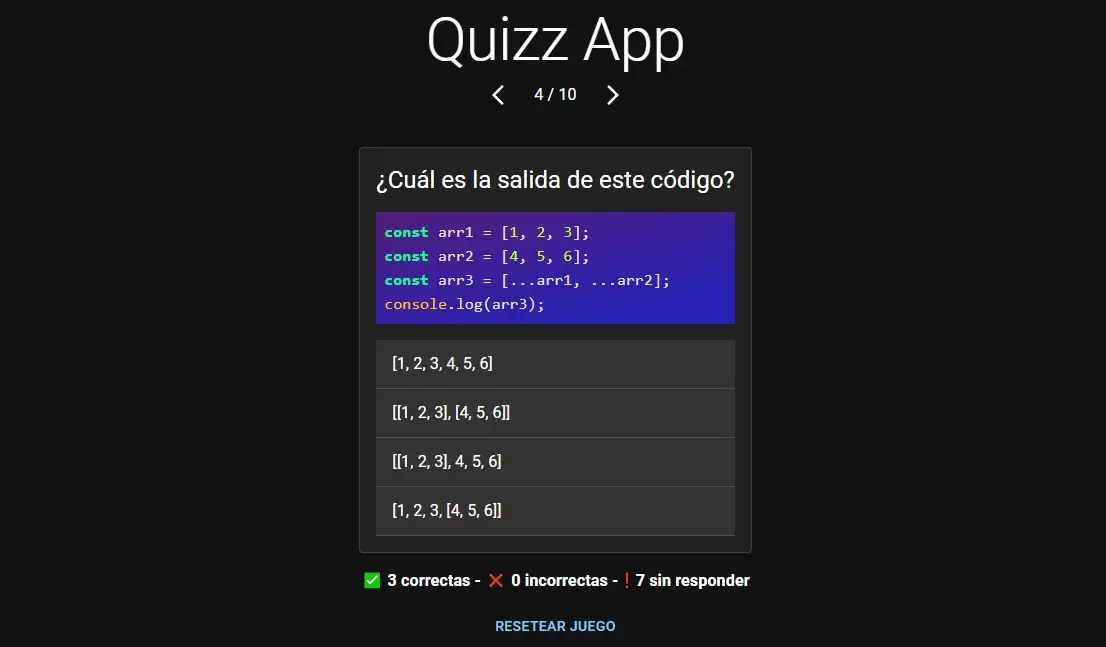 Quizz App
4 / 10
¿Cuál es la salida de este código?
const arr1 = [1, 2, 3];
const arr2 = [4, 5, 6];
const arr3 = [...arr1, ...arr2];
console.log(arr3);
[1, 2, 3, 4, 5, 6]
[[1, 2, 3], [4, 5, 6]]
[[1, 2, 3], 4, 5, 6]
[1, 2, 3, [4, 5, 6]]
✅ 3 correctas - ❌ 0 incorrectas - ❗ 7 sin responder
RESETEAR JUEGO